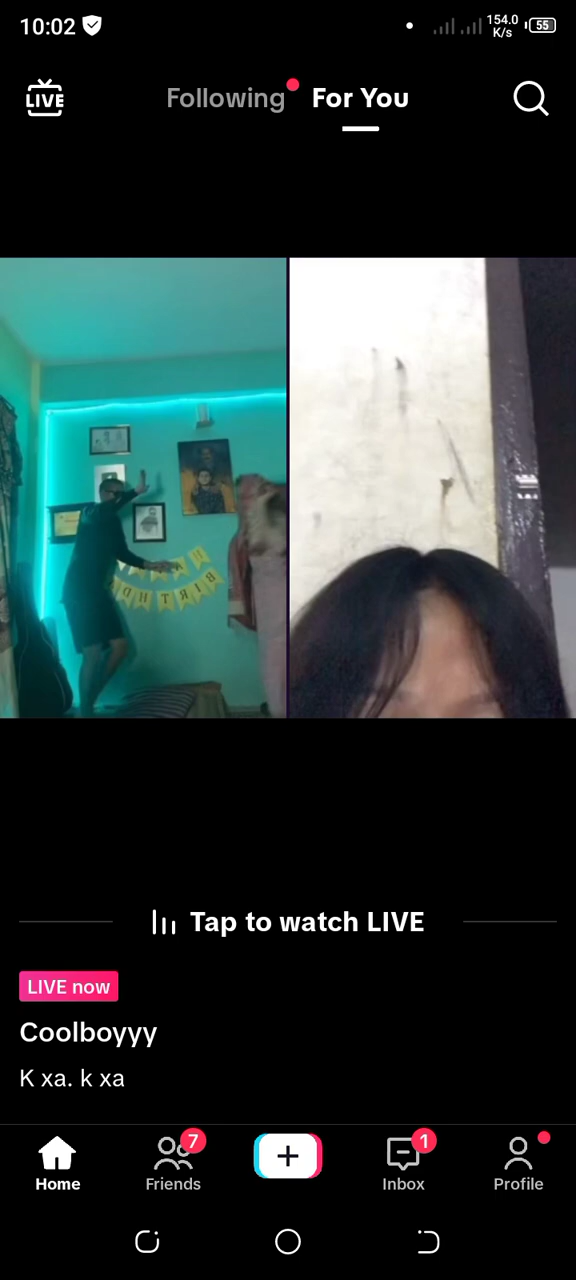 10:02
154.0
K/s
55
LIVE
Following
For You
BIRTHD
Tap to watch LIVE
LIVE now
Coolboyyy
K xa. k xa
7
1
Home
Friends
Inbox
Profile